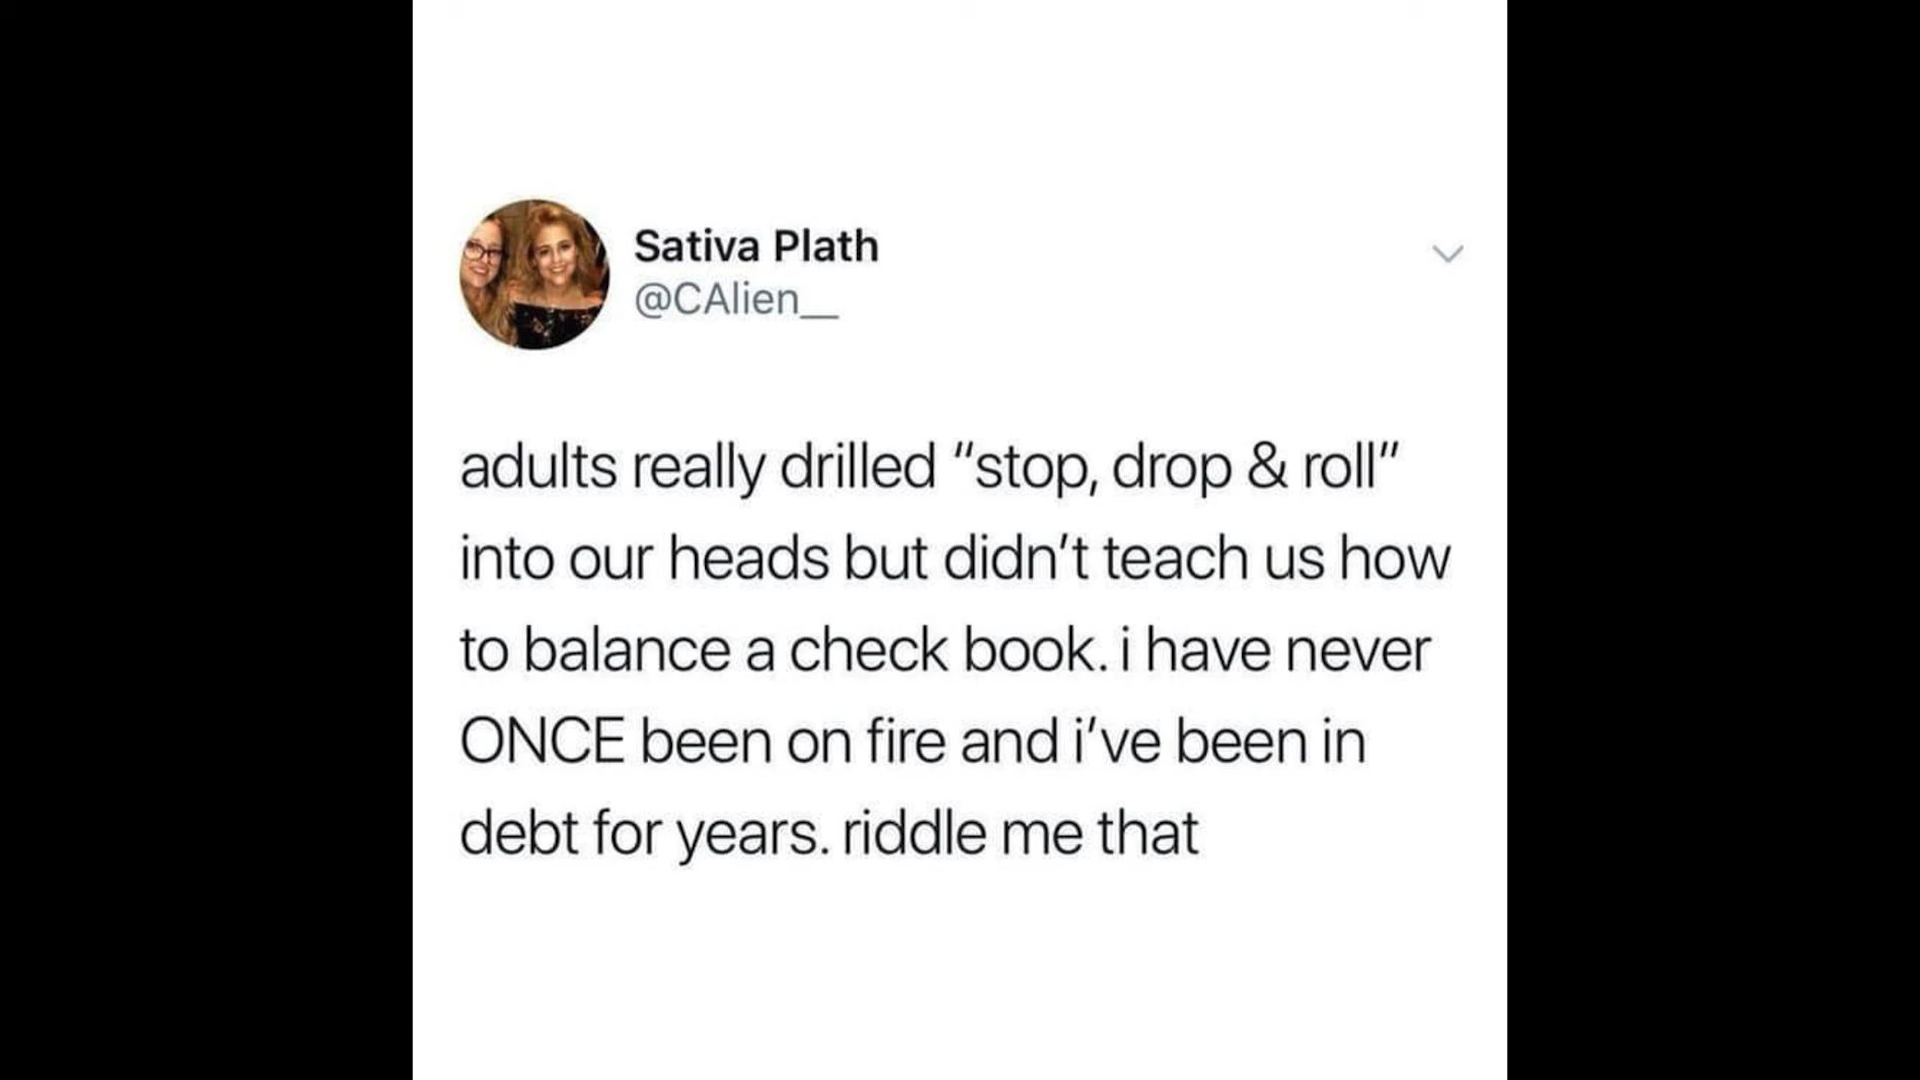 Sativa Plath
@CAlien__
adults really drilled "stop, drop & roll"
into our heads but didn't teach us how
to balance a check book. i have never
ONCE been on fire and i've been in
debt for years. riddle me that